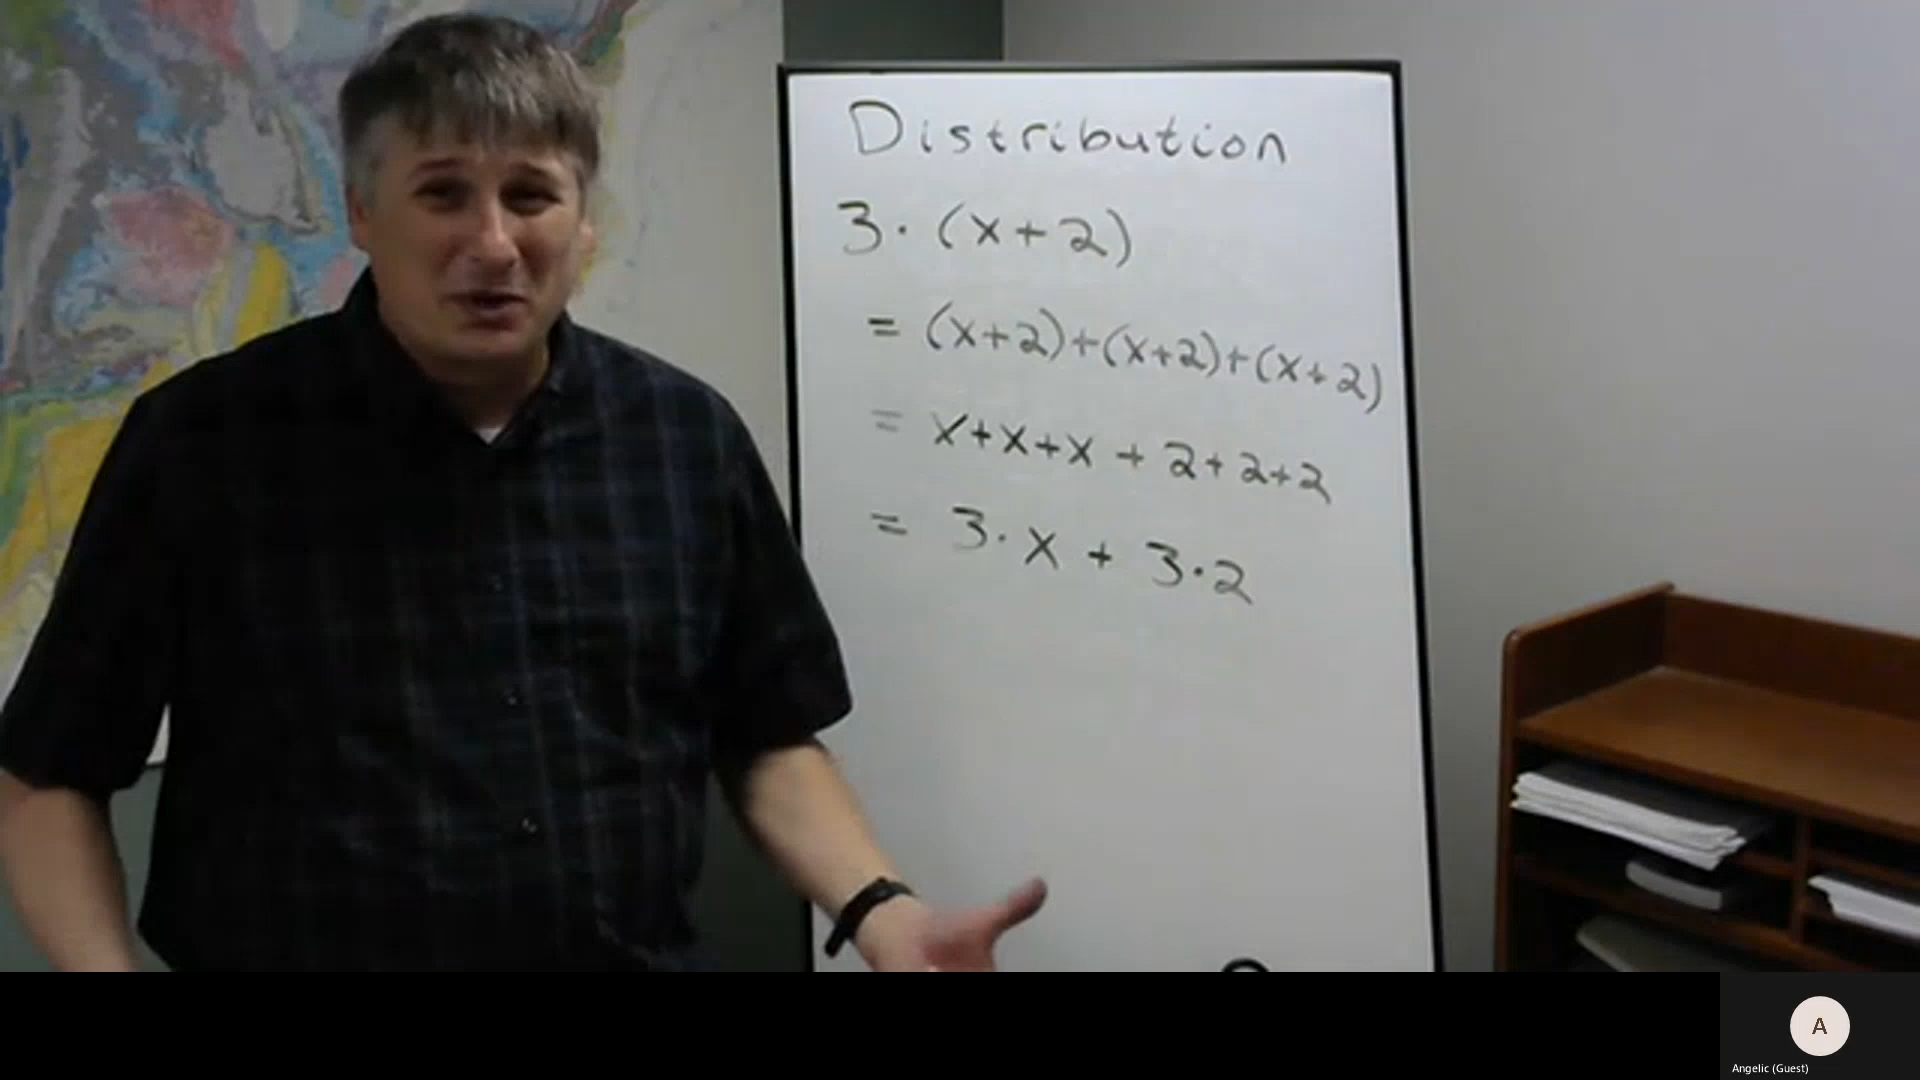 Distribution
3·(x+2)
= (x+2)+(x+2)+(x+2)
= x+x+x + 2+2+2
= 3·x + 3·2
A
Angelic (Guest)